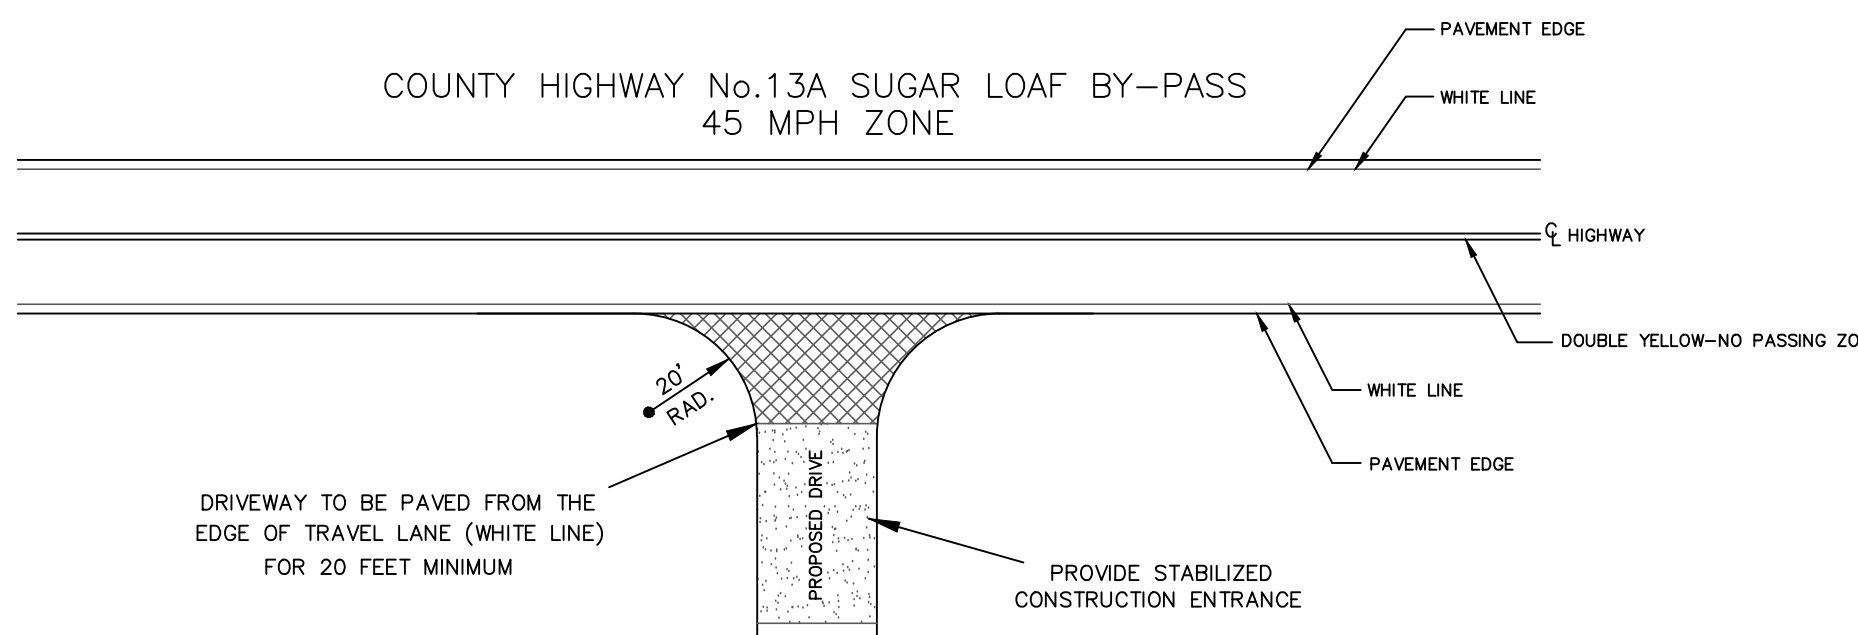 PAVEMENT EDGE
COUNTY HIGHWAY No.13A SUGAR LOAF BY-PASS
WHITE LINE
45 MPH ZONE
℄ HIGHWAY
DOUBLE YELLOW-NO PASSING
20'
RAD.
WHITE LINE
PAVEMENT EDGE
DRIVEWAY TO BE PAVED FROM THE
EDGE OF TRAVEL LANE (WHITE LINE)
FOR 20 FEET MINIMUM
PROPOSED DRIVE
PROVIDE STABILIZED
CONSTRUCTION ENTRANCE